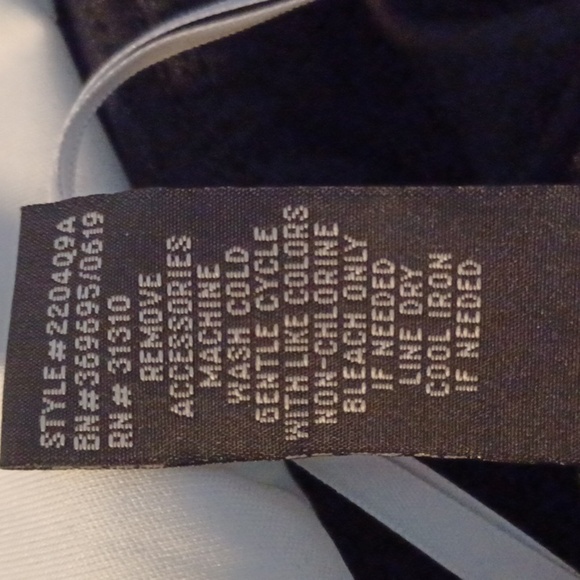 STYLE#220409A
BN#369695/0619
RN# 31310
REMOVE
ACCESSORIES
MACHINE
WASH COLD
GENTLE CYCLE
WITH LIKE COLORS
NON-CHLORINE
BLEACH ONLY
IF NEEDED
LINE DRY
COOL IRON
IF NEEDED